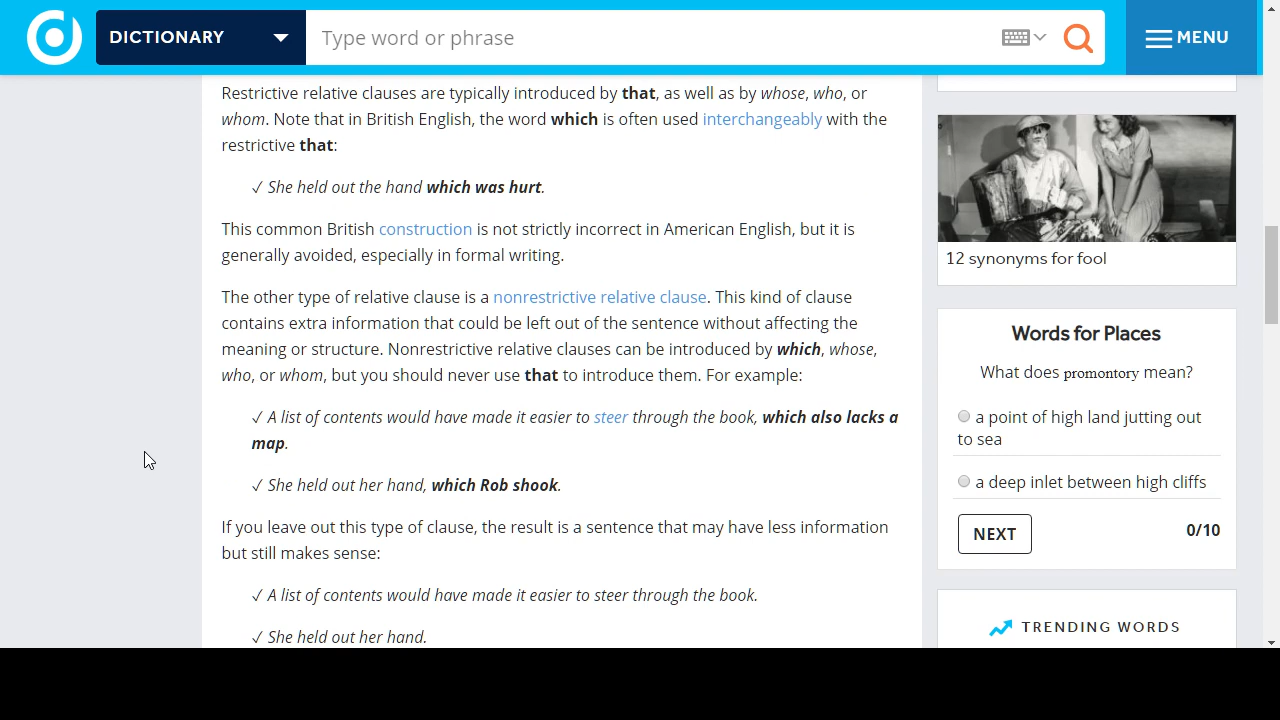 DICTIONARY
Type word or phrase
MENU
Restrictive relative clauses are typically introduced by that, as well as by whose, who, or
whom. Note that in British English, the word which is often used interchangeably with the
restrictive that:
✓ She held out the hand which was hurt.
This common British construction is not strictly incorrect in American English, but it is
generally avoided, especially in formal writing.
The other type of relative clause is a nonrestrictive relative clause. This kind of clause
contains extra information that could be left out of the sentence without affecting the
meaning or structure. Nonrestrictive relative clauses can be introduced by which, whose,
who, or whom, but you should never use that to introduce them. For example:
✓ A list of contents would have made it easier to steer through the book, which also lacks a
map.
✓ She held out her hand, which Rob shook.
If you leave out this type of clause, the result is a sentence that may have less information
but still makes sense:
✓ A list of contents would have made it easier to steer through the book.
✓ She held out her hand.
12 synonyms for fool
Words for Places
What does promontory mean?
a point of high land jutting out
to sea
a deep inlet between high cliffs
NEXT
0/10
TRENDING WORDS